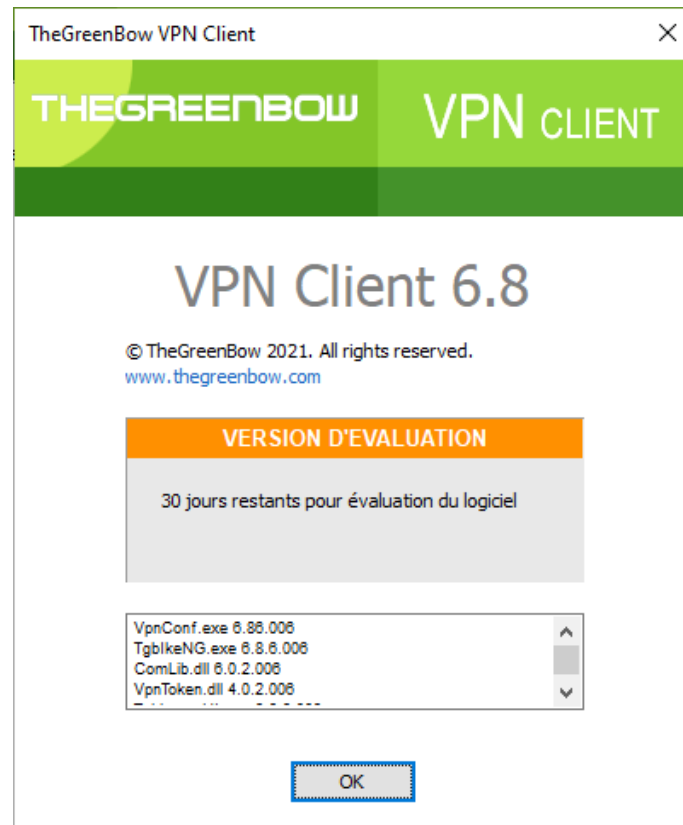 TheGreenBow VPN Client
THEGREENBOW
VPN CLIENT
VPN Client 6.8
© TheGreenBow 2021. All rights reserved.
www.thegreenbow.com
VERSION D'EVALUATION
30 jours restants pour évaluation du logiciel
VpnConf.exe 6.86.006
TgbIkeNG.exe 6.8.6.006
ComLib.dll 6.0.2.006
VpnToken.dll 4.0.2.006
OK